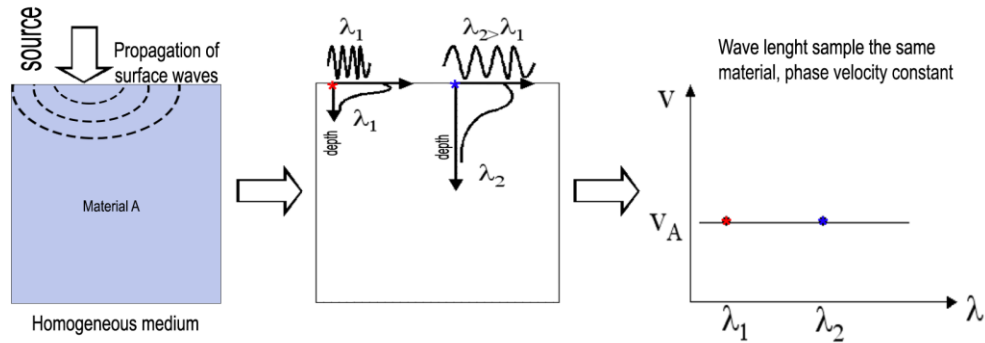 source
Propagation of
surface waves
Material A
Homogeneous medium
λ₁
λ₂>λ₁
depth
λ₁
depth
λ₂
Wave lenght sample the same
material, phase velocity constant
V
V_A
λ₁
λ₂
λ